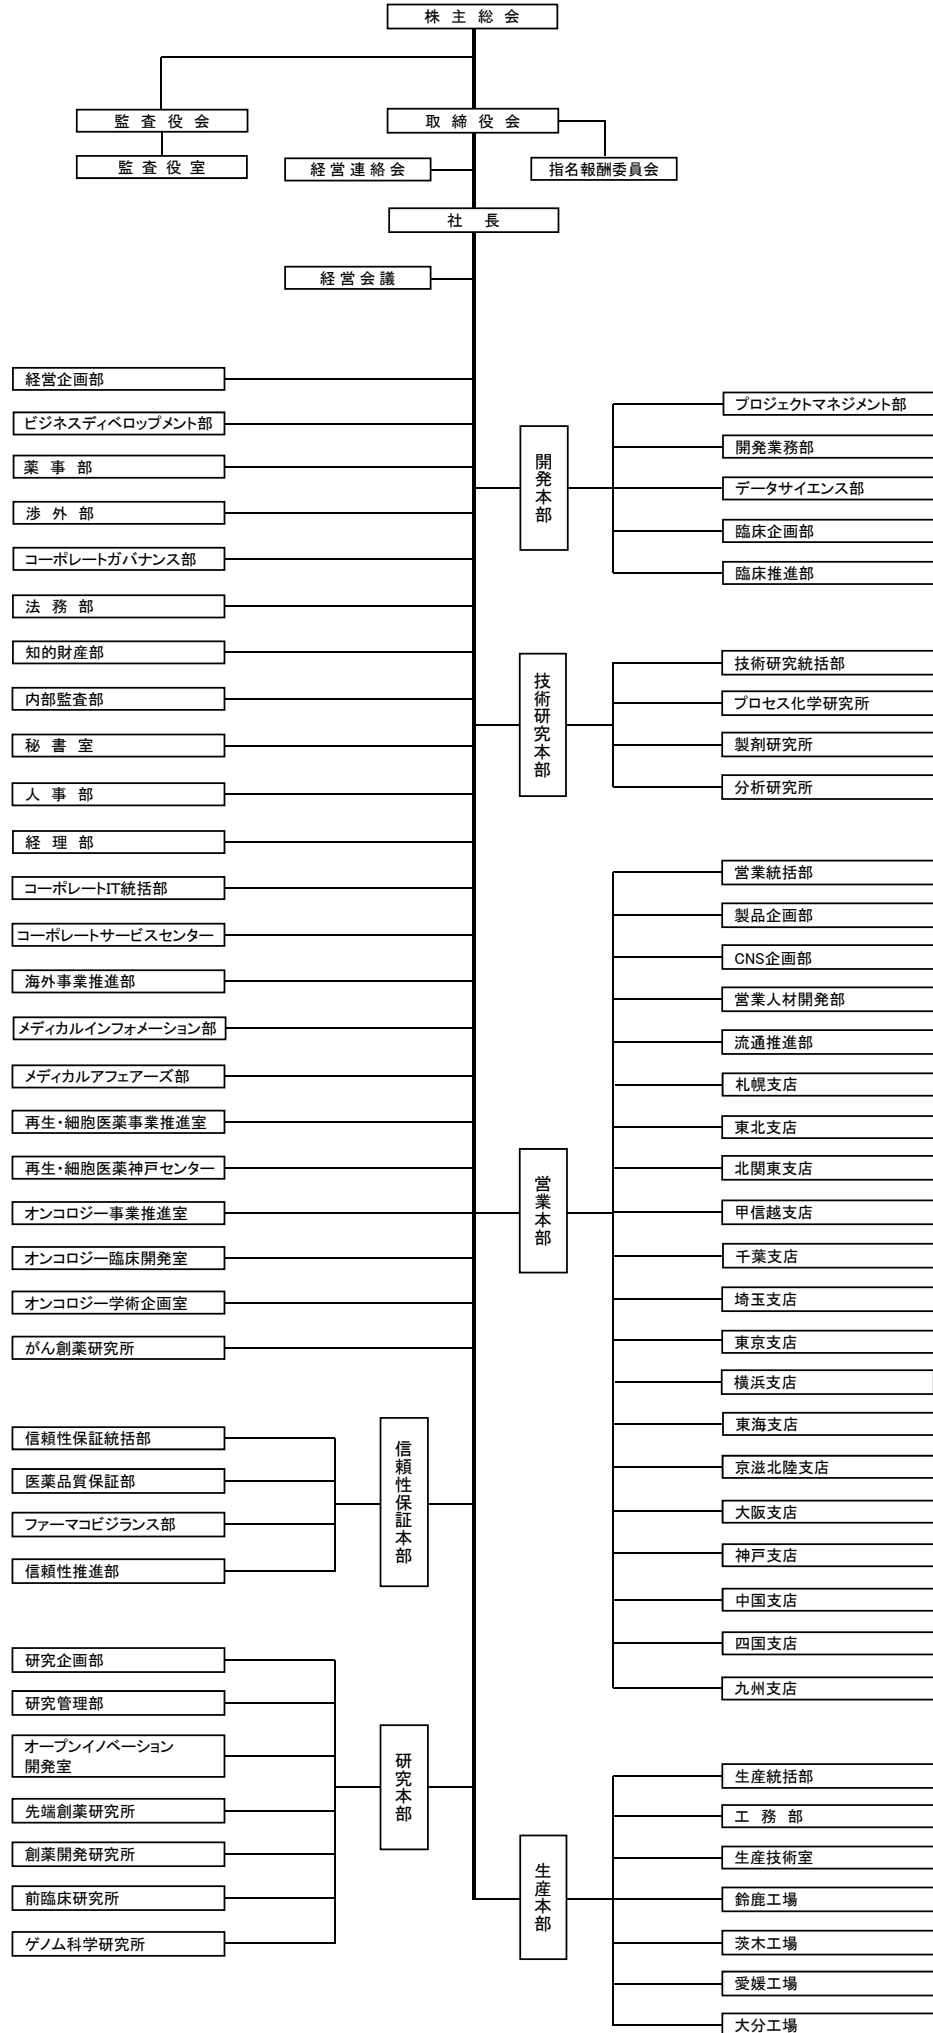 株主総会
監査役会
取締役会
監査役室
経営連絡会
指名報酬委員会
社長
経営会議
経営企画部
ビジネスディベロップメント部
薬事部
渉外部
コーポレートガバナンス部
法務部
知的財産部
内部監査部
秘書室
人事部
経理部
コーポレートIT統括部
コーポレートサービスセンター
海外事業推進部
メディカルインフォメーション部
メディカルアフェアーズ部
再生・細胞医薬事業推進室
再生・細胞医薬神戸センター
オンコロジー事業推進室
オンコロジー臨床開発室
オンコロジー学術企画室
がん創薬研究所
信頼性保証本部
信頼性保証統括部
医薬品質保証部
ファーマコビジランス部
信頼性推進部
研究本部
研究企画部
研究管理部
オープンイノベーション
開発室
先端創薬研究所
創薬開発研究所
前臨床研究所
ゲノム科学研究所
開発本部
プロジェクトマネジメント部
開発業務部
データサイエンス部
臨床企画部
臨床推進部
技術研究本部
技術研究統括部
プロセス化学研究所
製剤研究所
分析研究所
営業本部
営業統括部
製品企画部
CNS企画部
営業人材開発部
流通推進部
札幌支店
東北支店
北関東支店
甲信越支店
千葉支店
埼玉支店
東京支店
横浜支店
東海支店
京滋北陸支店
大阪支店
神戸支店
中国支店
四国支店
九州支店
生産本部
生産統括部
工務部
生産技術室
鈴鹿工場
茨木工場
愛媛工場
大分工場